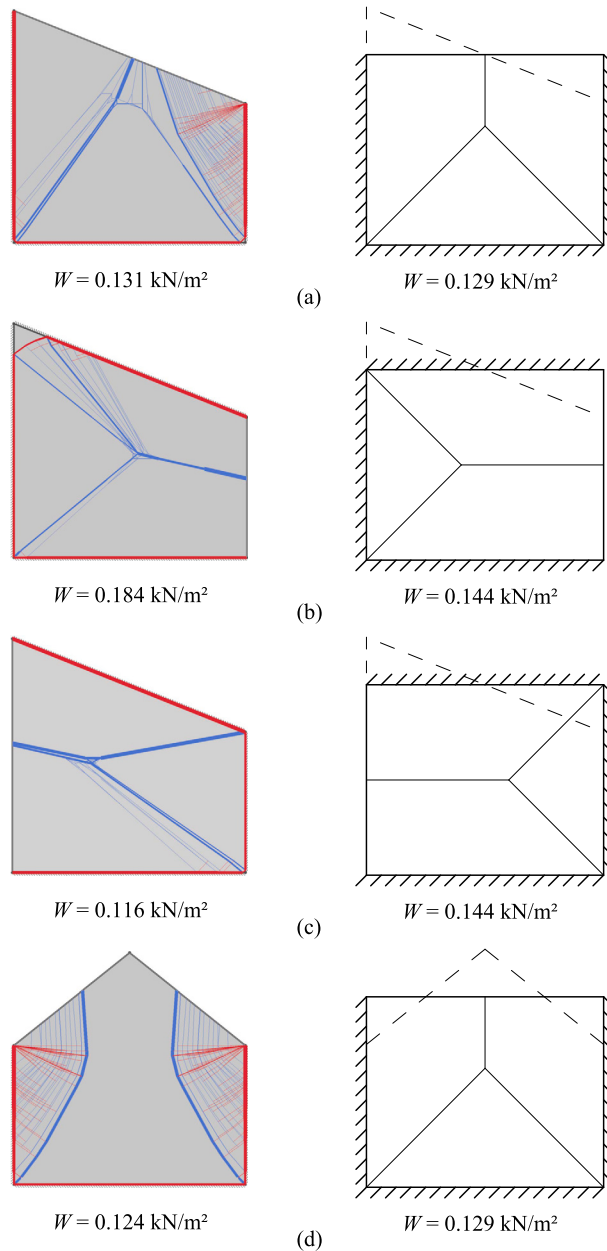 W = 0.131 kN/m²
W = 0.129 kN/m²
(a)
W = 0.184 kN/m²
W = 0.144 kN/m²
(b)
W = 0.116 kN/m²
W = 0.144 kN/m²
(c)
W = 0.124 kN/m²
W = 0.129 kN/m²
(d)